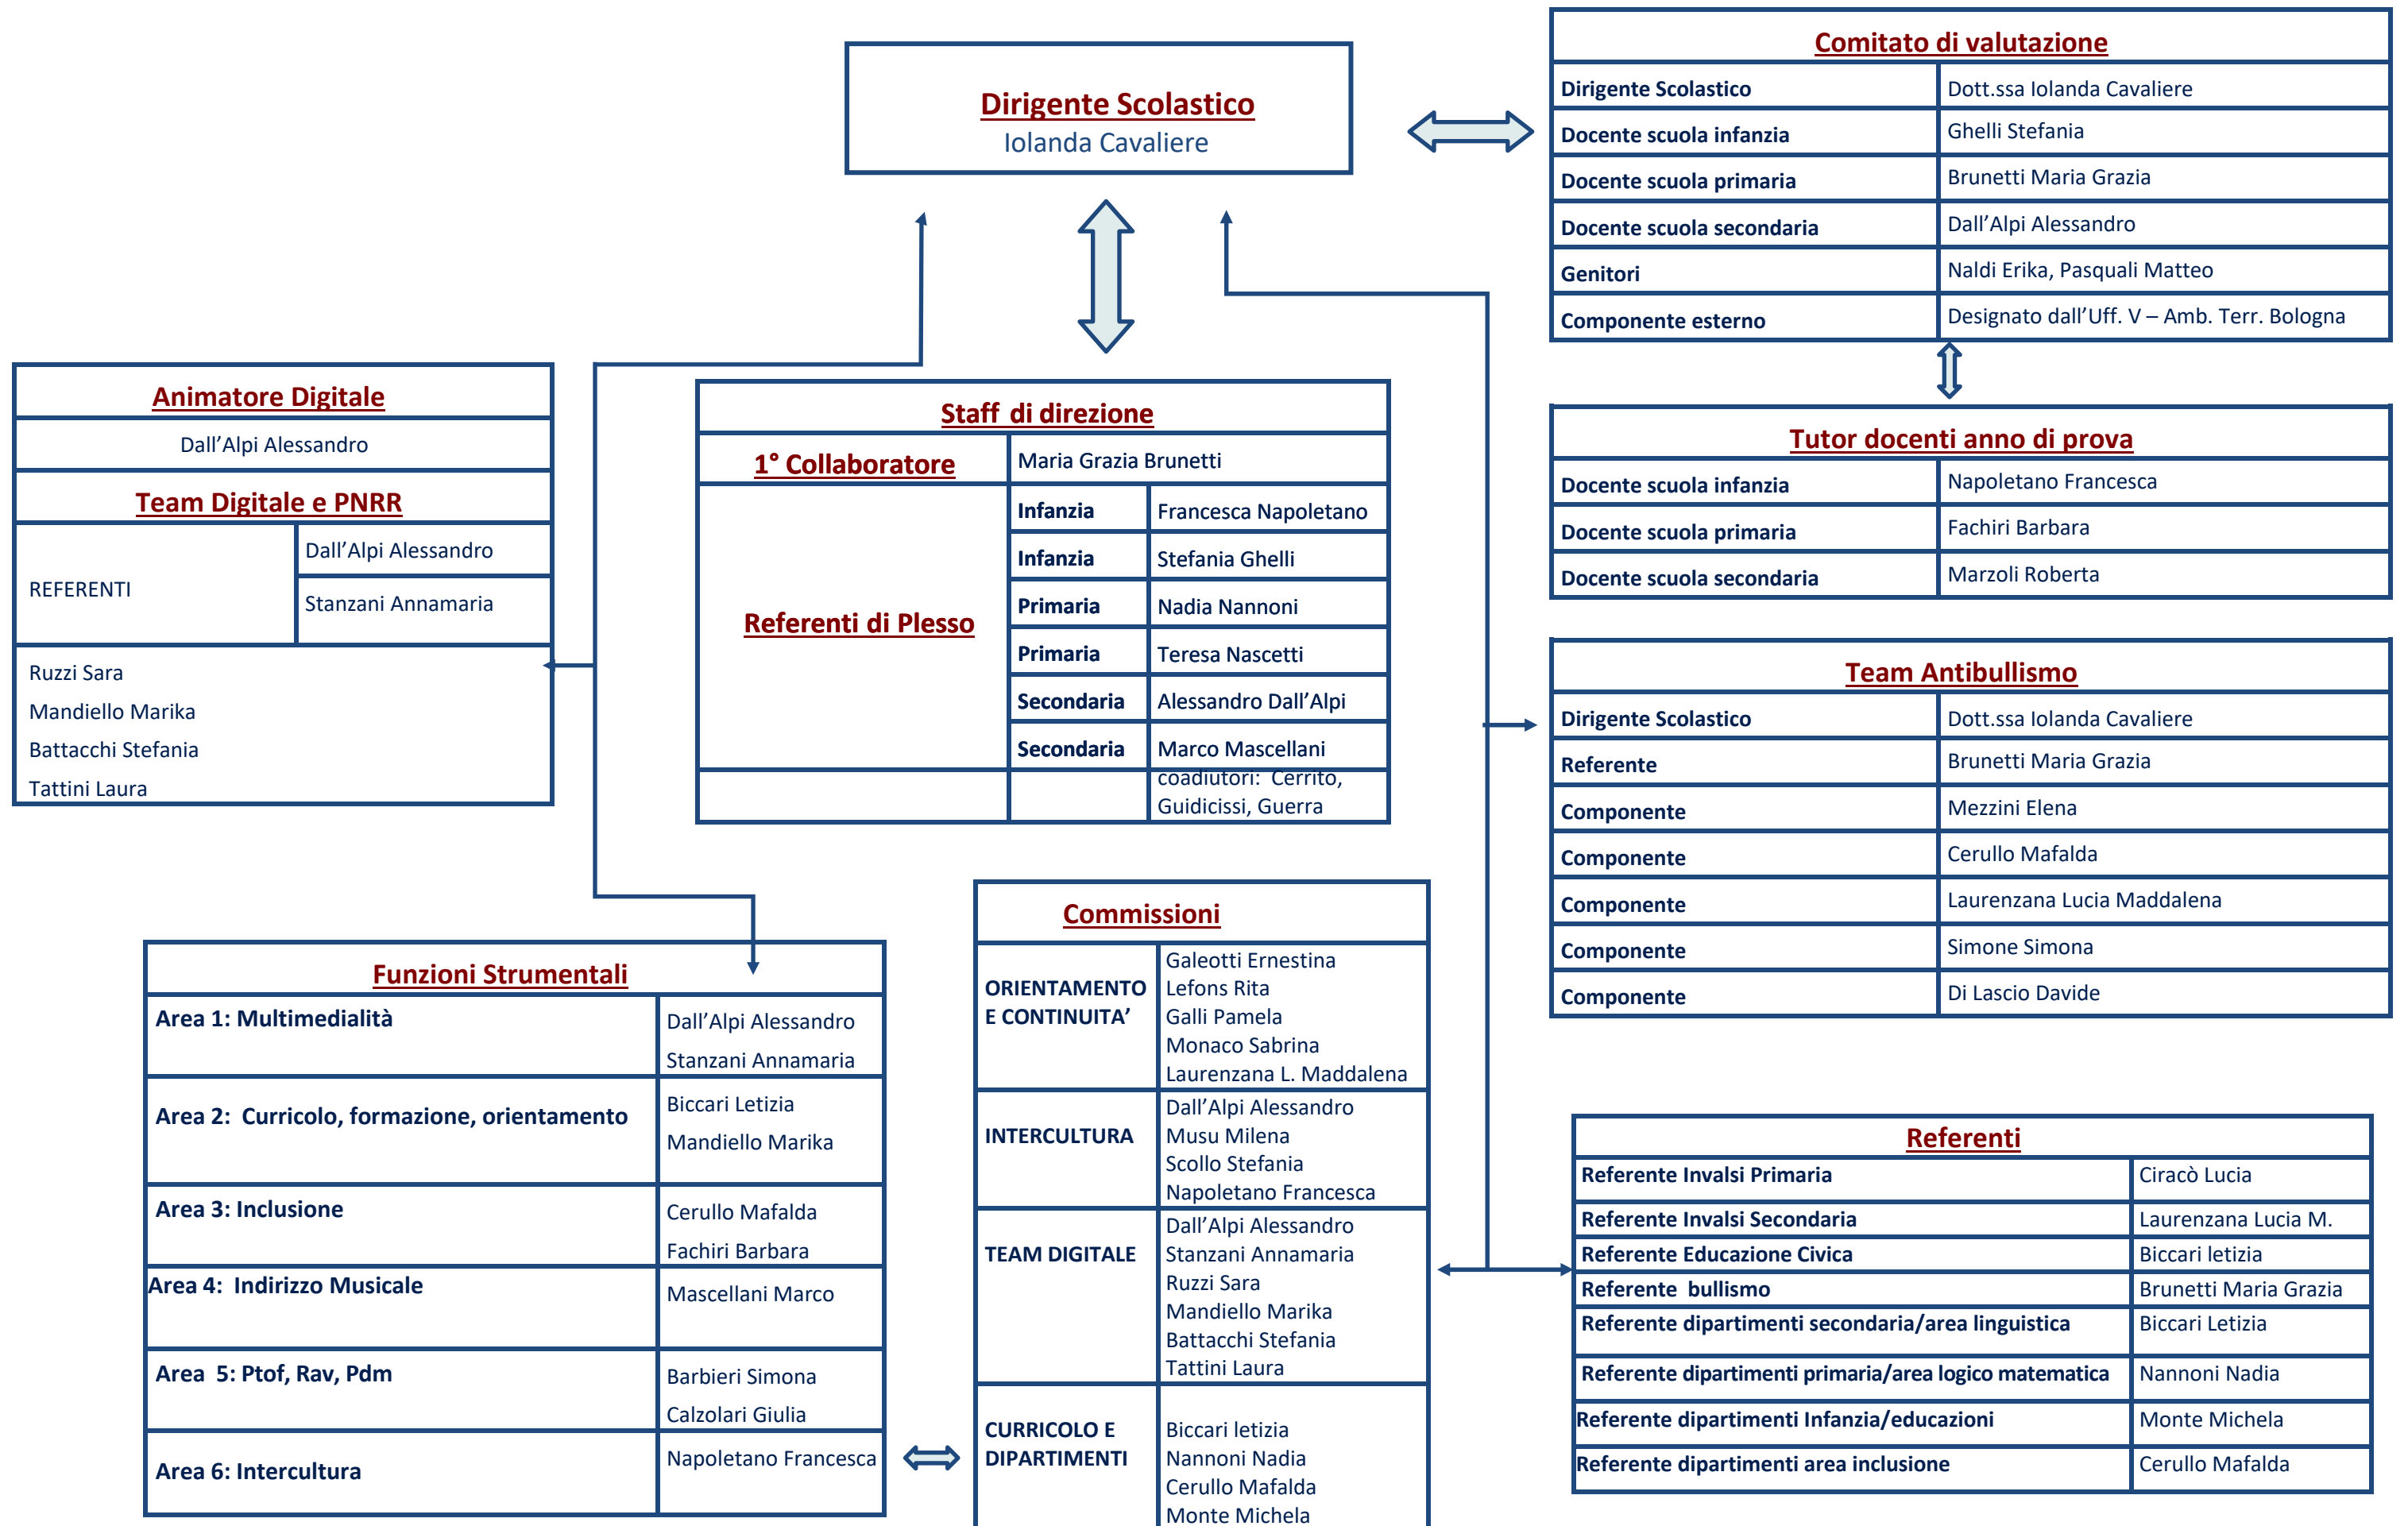 Dirigente Scolastico
Iolanda Cavaliere
Comitato di valutazione
Dirigente Scolastico Dott.ssa Iolanda Cavaliere
Docente scuola infanzia Ghelli Stefania
Docente scuola primaria Brunetti Maria Grazia
Docente scuola secondaria Dall’Alpi Alessandro
Genitori Naldi Erika, Pasquali Matteo
Componente esterno Designato dall’Uff. V – Amb. Terr. Bologna
Animatore Digitale
Dall’Alpi Alessandro
Team Digitale e PNRR
REFERENTI
Dall’Alpi Alessandro
Stanzani Annamaria
Ruzzi Sara
Mandiello Marika
Battacchi Stefania
Tattini Laura
Staff di direzione
1° Collaboratore Maria Grazia Brunetti
Referenti di Plesso
Infanzia Francesca Napoletano
Infanzia Stefania Ghelli
Primaria Nadia Nannoni
Primaria Teresa Nascetti
Secondaria Alessandro Dall’Alpi
Secondaria Marco Mascellani
coadiutori: Cerrito,
Guidicissi, Guerra
Tutor docenti anno di prova
Docente scuola infanzia Napoletano Francesca
Docente scuola primaria Fachiri Barbara
Docente scuola secondaria Marzoli Roberta
Team Antibullismo
Dirigente Scolastico Dott.ssa Iolanda Cavaliere
Referente Brunetti Maria Grazia
Componente Mezzini Elena
Componente Cerullo Mafalda
Componente Laurenzana Lucia Maddalena
Componente Simone Simona
Componente Di Lascio Davide
Funzioni Strumentali
Area 1: Multimedialità Dall’Alpi Alessandro
Stanzani Annamaria
Area 2: Curricolo, formazione, orientamento Biccari Letizia
Mandiello Marika
Area 3: Inclusione Cerullo Mafalda
Fachiri Barbara
Area 4: Indirizzo Musicale Mascellani Marco
Area 5: Ptof, Rav, Pdm Barbieri Simona
Calzolari Giulia
Area 6: Intercultura Napoletano Francesca
Commissioni
ORIENTAMENTO
E CONTINUITA’
Galeotti Ernestina
Lefons Rita
Galli Pamela
Monaco Sabrina
Laurenzana L. Maddalena
INTERCULTURA
Dall’Alpi Alessandro
Musu Milena
Scollo Stefania
Napoletano Francesca
TEAM DIGITALE
Dall’Alpi Alessandro
Stanzani Annamaria
Ruzzi Sara
Mandiello Marika
Battacchi Stefania
Tattini Laura
CURRICOLO E
DIPARTIMENTI
Biccari letizia
Nannoni Nadia
Cerullo Mafalda
Monte Michela
Referenti
Referente Invalsi Primaria Ciracò Lucia
Referente Invalsi Secondaria Laurenzana Lucia M.
Referente Educazione Civica Biccari letizia
Referente bullismo Brunetti Maria Grazia
Referente dipartimenti secondaria/area linguistica Biccari Letizia
Referente dipartimenti primaria/area logico matematica Nannoni Nadia
Referente dipartimenti Infanzia/educazioni Monte Michela
Referente dipartimenti area inclusione Cerullo Mafalda